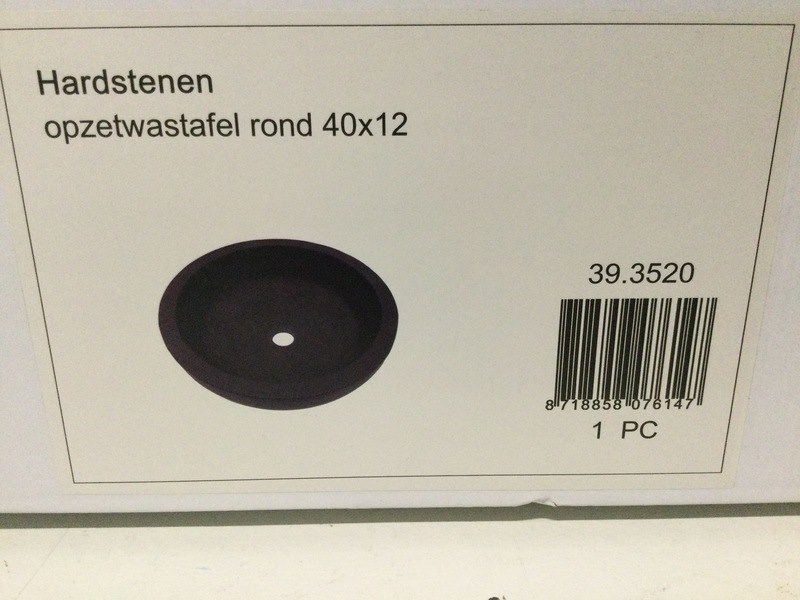 Hardstenen
opzetwastafel rond 40x12
39.3520
8 718858 076147
1 PC